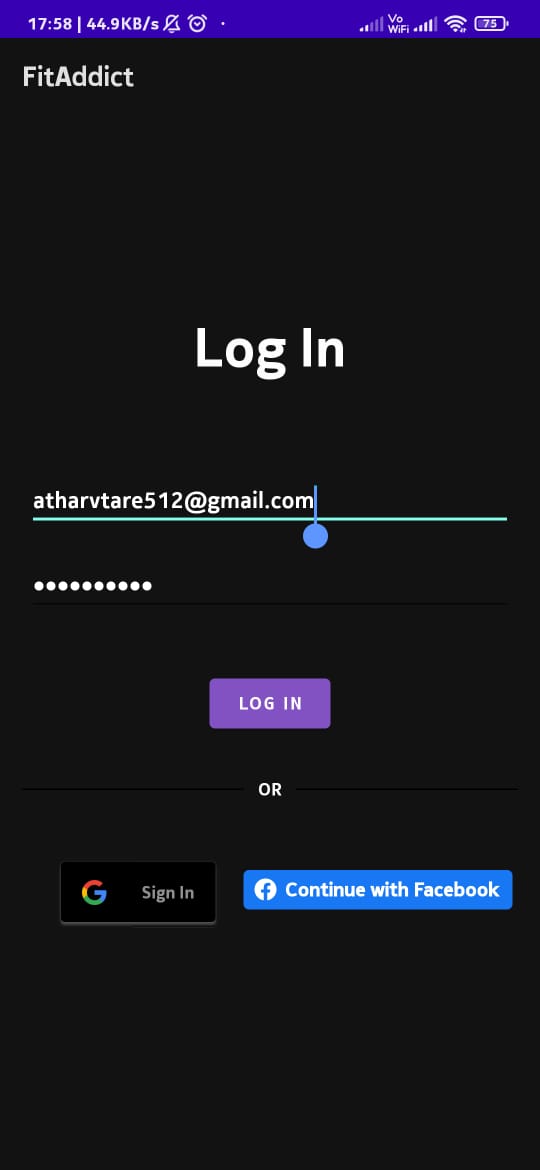 17:58 | 44.9KB/s
Vo
WiFi
75
FitAddict
Log In
atharvtare512@gmail.com
••••••••••
LOG IN
OR
Sign In
Continue with Facebook